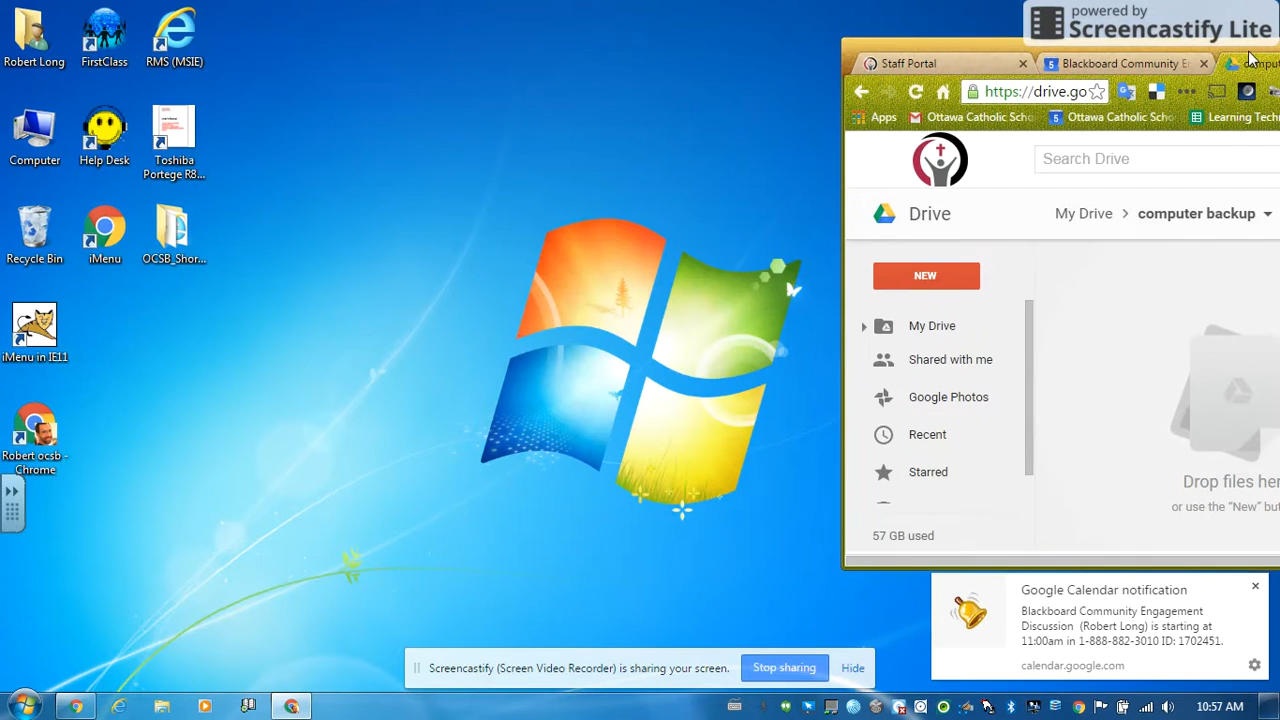 powered by
Screencastify Lite
Robert Long
FirstClass
RMS (MSIE)
Computer
Help Desk
Toshiba
Portege R8...
Recycle Bin
iMenu
OCSB_Shor...
iMenu in IE11
Robert ocsb -
Chrome
Staff Portal
Blackboard Community E
https://drive.go
Apps
Ottawa Catholic Scho
Ottawa Catholic Scho
Learning Techn
Search Drive
Drive
My Drive
computer backup
NEW
My Drive
Shared with me
Google Photos
Recent
Starred
57 GB used
Drop files her
or use the “New” but
Google Calendar notification
Blackboard Community Engagement
Discussion (Robert Long) is starting at
11:00am in 1-888-882-3010 ID: 1702451.
calendar.google.com
Screencastify (Screen Video Recorder) is sharing your screen.
Stop sharing
Hide
10:57 AM